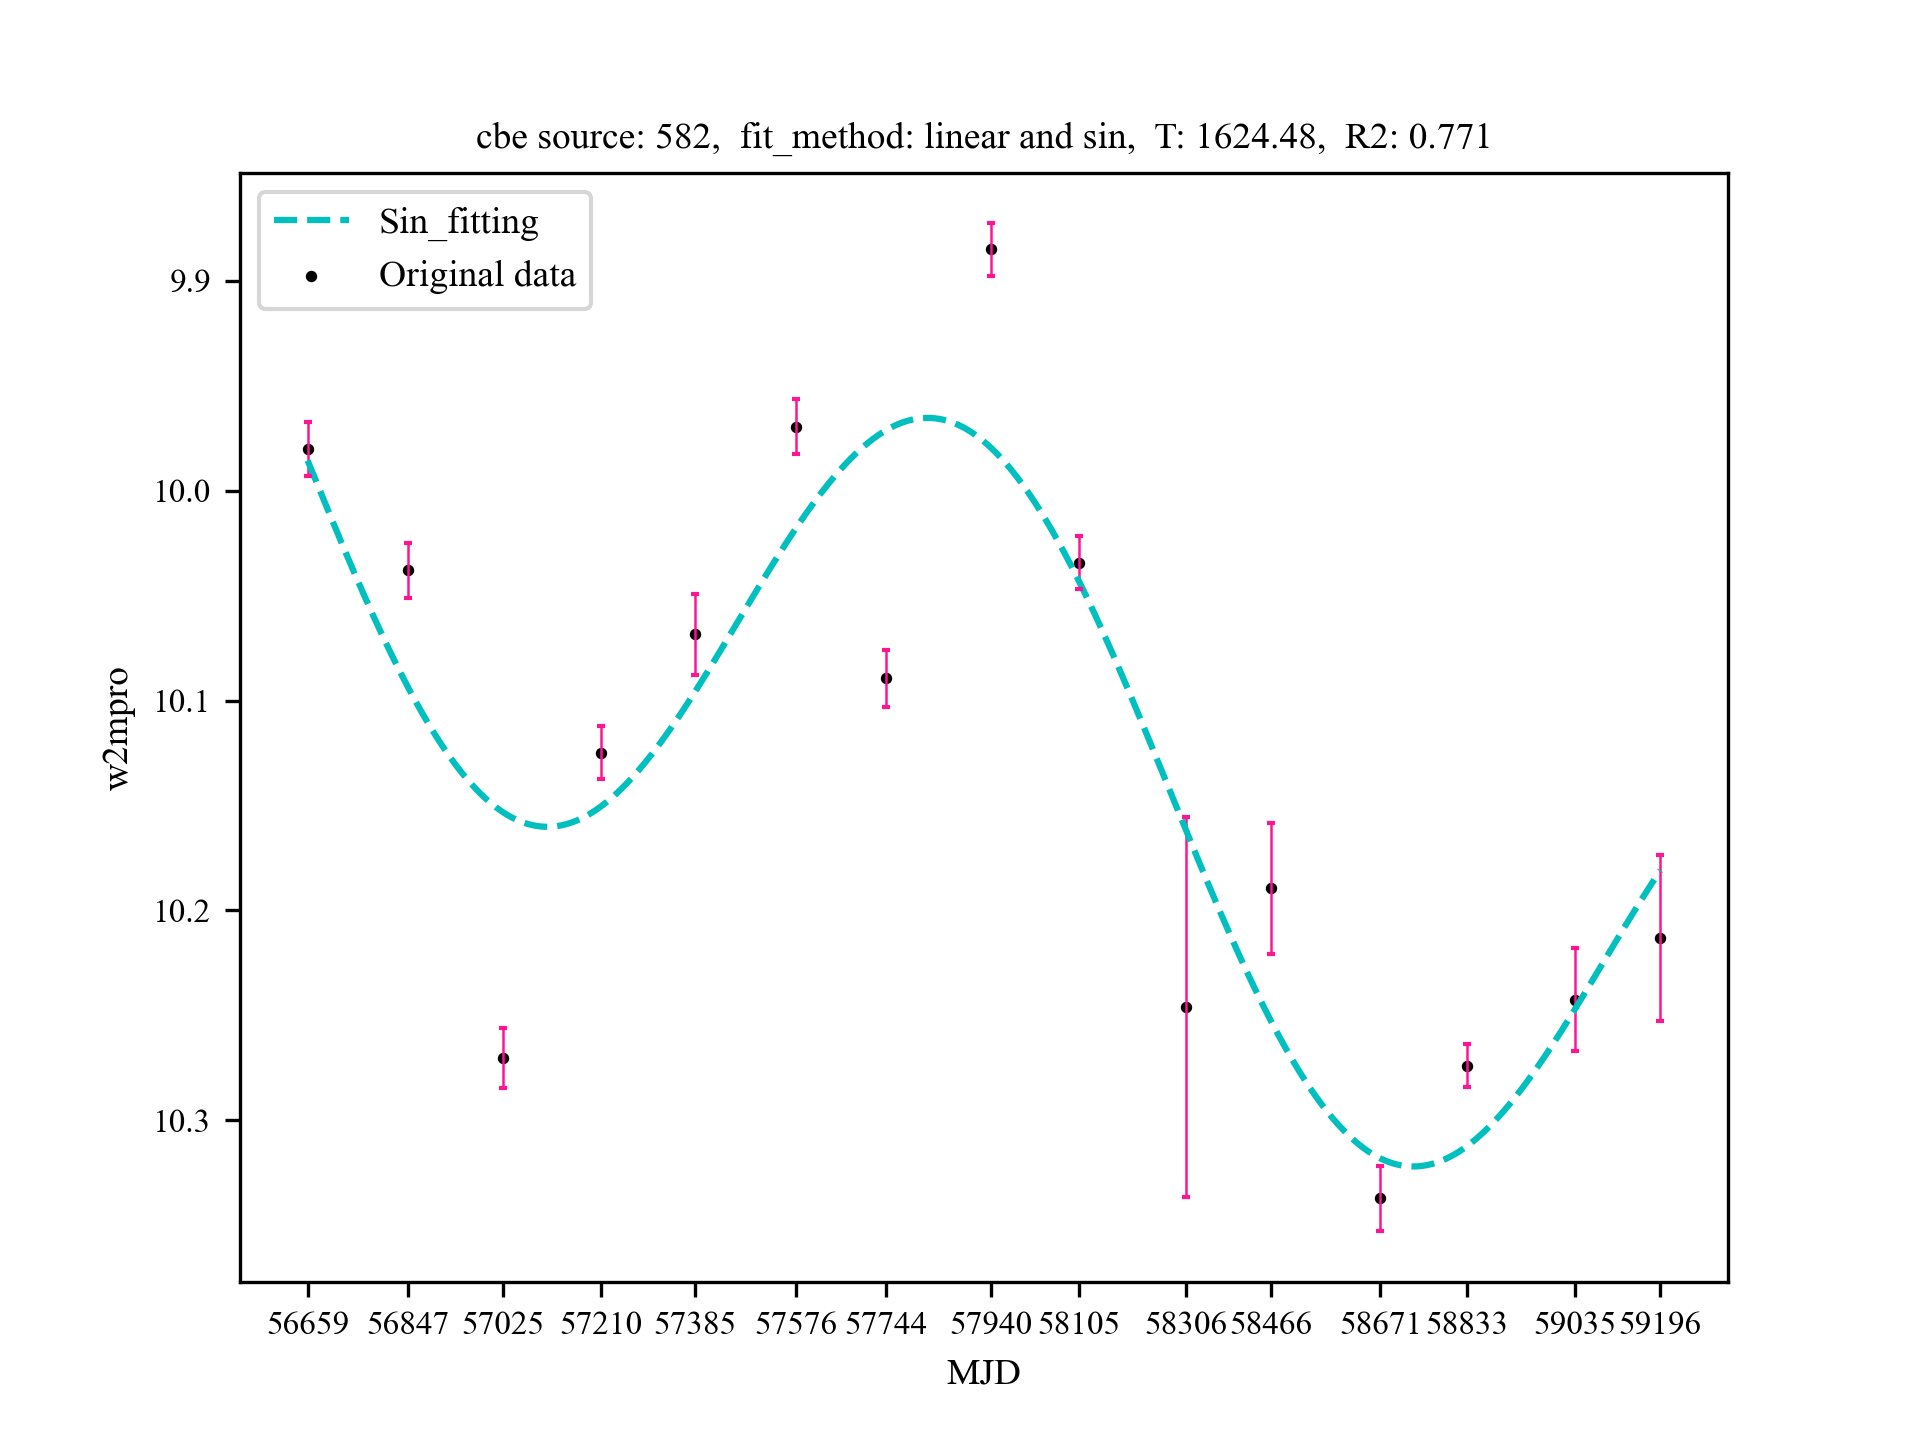 cbe source: 582,  fit_method: linear and sin,  T: 1624.48,  R2: 0.771
Sin_fitting
Original data
9.9
10.0
10.1
10.2
10.3
w2mpro
56659 56847 57025 57210 57385 57576 57744 57940 58105 58306 58466 58671 58833 59035 59196
MJD